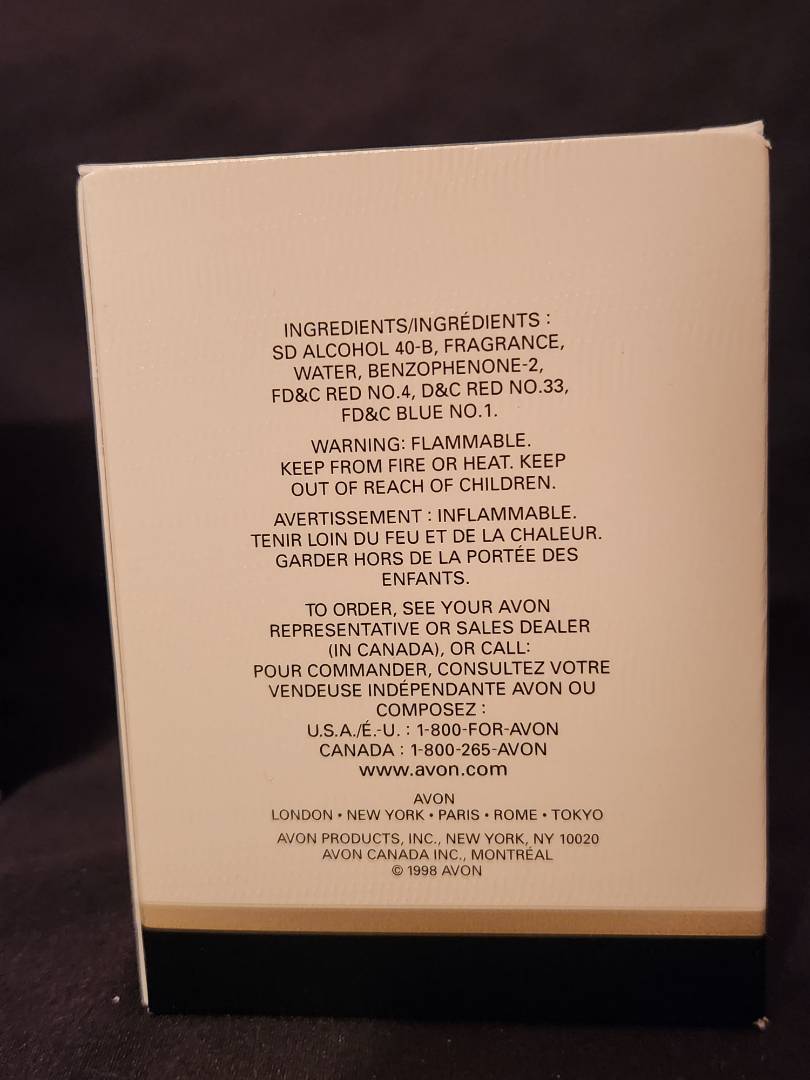 INGREDIENTS/INGRÉDIENTS :
SD ALCOHOL 40-B, FRAGRANCE,
WATER, BENZOPHENONE-2,
FD&C RED NO.4, D&C RED NO.33,
FD&C BLUE NO.1.
WARNING: FLAMMABLE.
KEEP FROM FIRE OR HEAT. KEEP
OUT OF REACH OF CHILDREN.
AVERTISSEMENT : INFLAMMABLE.
TENIR LOIN DU FEU ET DE LA CHALEUR.
GARDER HORS DE LA PORTÉE DES
ENFANTS.
TO ORDER, SEE YOUR AVON
REPRESENTATIVE OR SALES DEALER
(IN CANADA), OR CALL:
POUR COMMANDER, CONSULTEZ VOTRE
VENDEUSE INDÉPENDANTE AVON OU
COMPOSEZ :
U.S.A./É.-U. : 1-800-FOR-AVON
CANADA : 1-800-265-AVON
www.avon.com
AVON
LONDON • NEW YORK • PARIS • ROME • TOKYO
AVON PRODUCTS, INC., NEW YORK, NY 10020
AVON CANADA INC., MONTRÉAL
© 1998 AVON